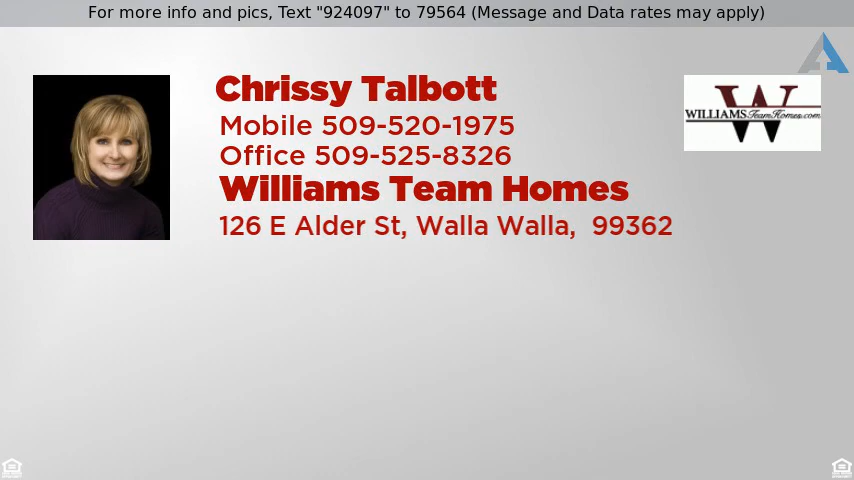 For more info and pics, Text "924097" to 79564 (Message and Data rates may apply)
Chrissy Talbott
Mobile 509-520-1975
Office 509-525-8326
Williams Team Homes
126 E Alder St, Walla Walla,  99362
W
WILLIAMSTeamHomes.com